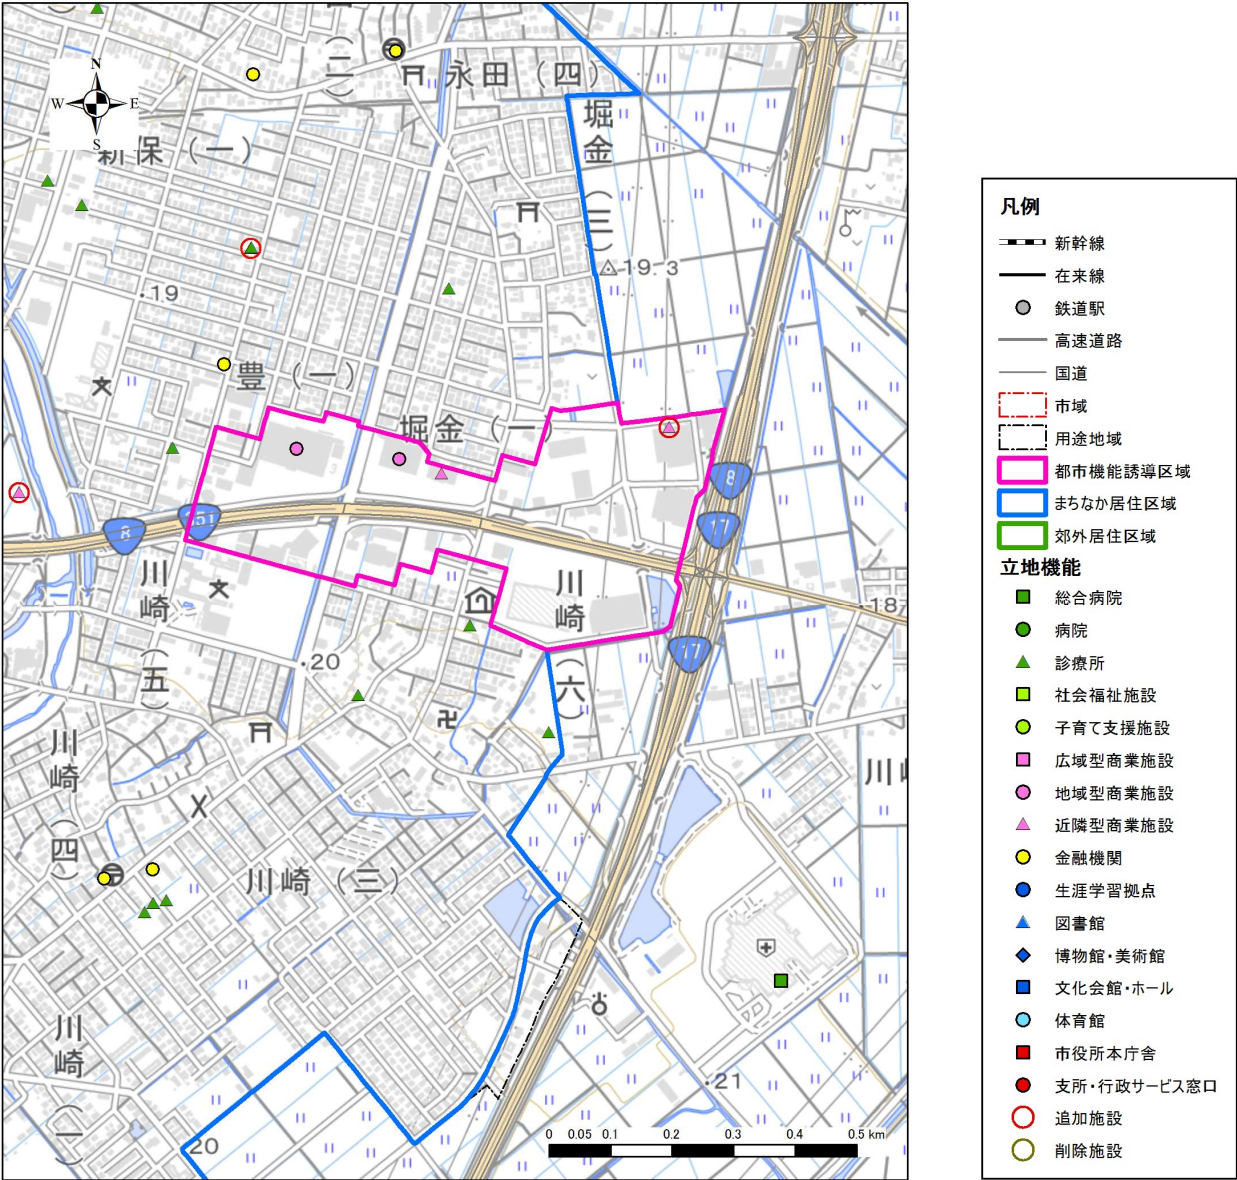 (二)
永田(四)
N
W E
S
新保(一)
堀金(三)
19.3
19
豊(一)
堀金(一)
8
351
8
17
川崎(五)
川崎(六)
18
17
20
川崎(四)
川崎(三)
川崎(一)
20
21
0 0.05 0.1 0.2 0.3 0.4 0.5 km
凡例
新幹線
在来線
鉄道駅
高速道路
国道
市域
用途地域
都市機能誘導区域
まちなか居住区域
郊外居住区域
立地機能
総合病院
病院
診療所
社会福祉施設
子育て支援施設
広域型商業施設
地域型商業施設
近隣型商業施設
金融機関
生涯学習拠点
図書館
博物館・美術館
文化会館・ホール
体育館
市役所本庁舎
支所・行政サービス窓口
追加施設
削除施設